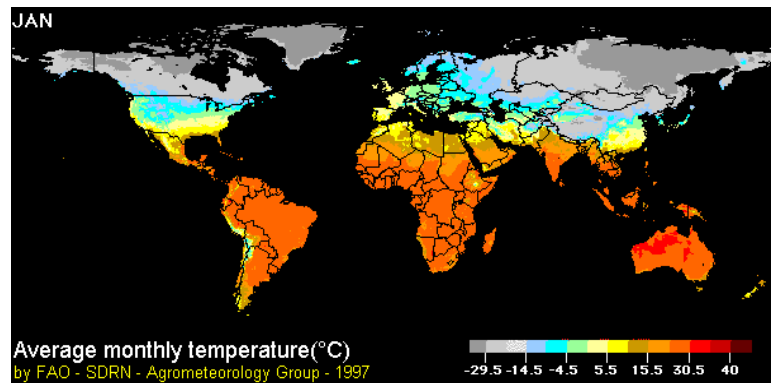 JAN
Average monthly temperature(°C)
by FAO - SDRN - Agrometeorology Group - 1997
-29.5 -14.5 -4.5 5.5 15.5 30.5 40